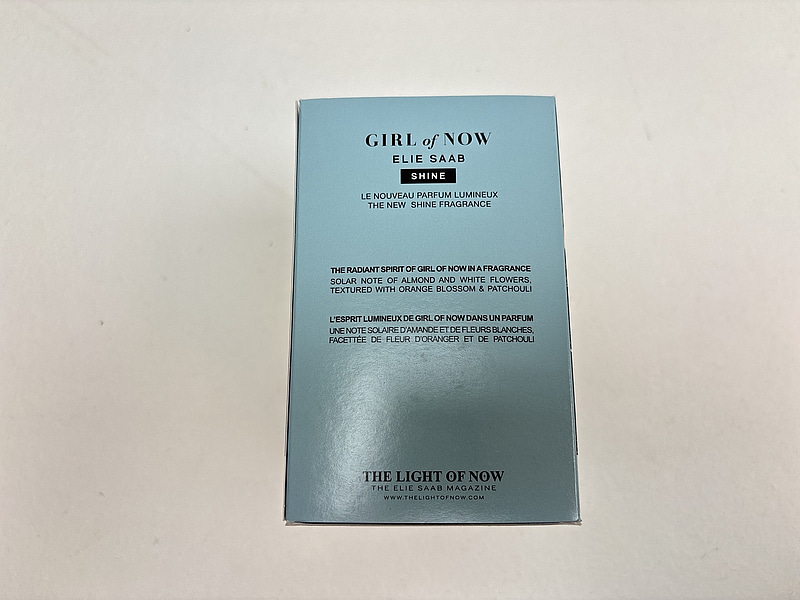 GIRL of NOW
ELIE SAAB
SHINE
LE NOUVEAU PARFUM LUMINEUX
THE NEW SHINE FRAGRANCE
THE RADIANT SPIRIT OF GIRL OF NOW IN A FRAGRANCE
SOLAR NOTE OF ALMOND AND WHITE FLOWERS,
TEXTURED WITH ORANGE BLOSSOM & PATCHOULI
L'ESPRIT LUMINEUX DE GIRL OF NOW DANS UN PARFUM
UNE NOTE SOLAIRE D'AMANDE ET DE FLEURS BLANCHES,
FACETTÉE DE FLEUR D'ORANGER ET DE PATCHOULI
THE LIGHT OF NOW
THE ELIE SAAB MAGAZINE
WWW.THELIGHTOFNOW.COM